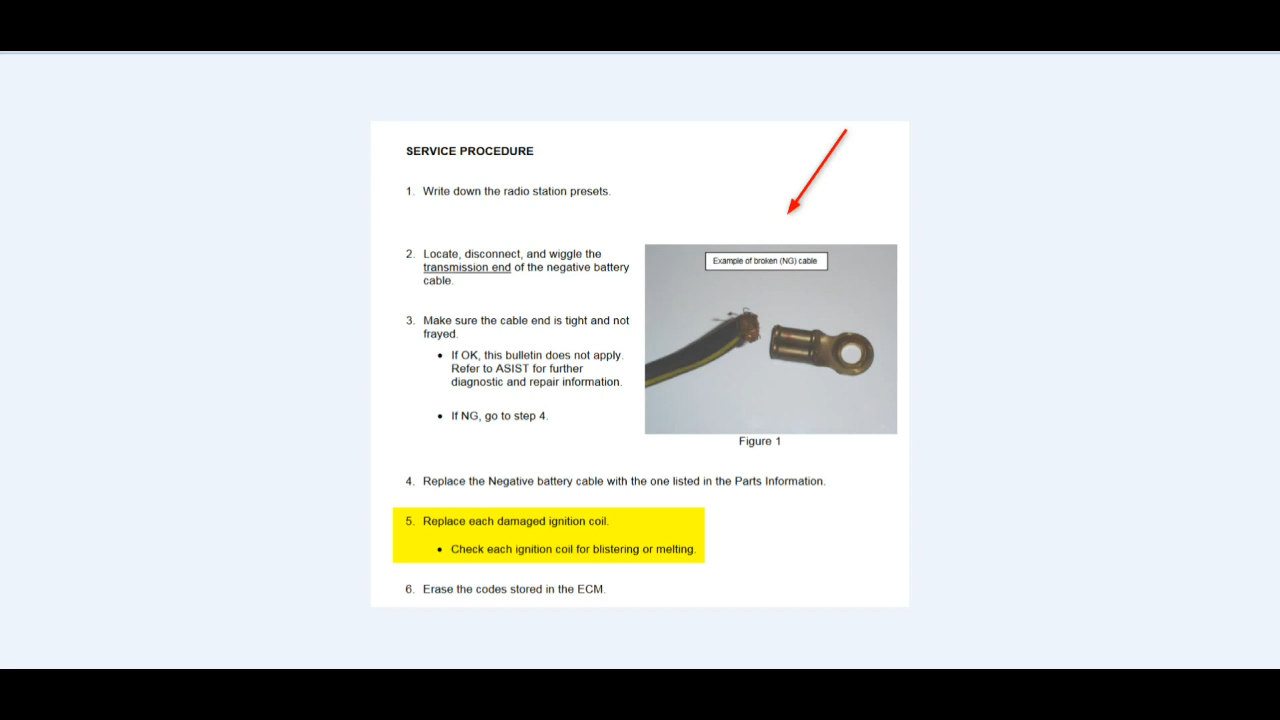 SERVICE PROCEDURE
1. Write down the radio station presets.
2. Locate, disconnect, and wiggle the
transmission end of the negative battery
cable.
3. Make sure the cable end is tight and not
frayed.
• If OK, this bulletin does not apply.
Refer to ASIST for further
diagnostic and repair information.
• If NG, go to step 4.
Example of broken (NG) cable
Figure 1
4. Replace the Negative battery cable with the one listed in the Parts Information.
5. Replace each damaged ignition coil.
• Check each ignition coil for blistering or melting.
6. Erase the codes stored in the ECM.